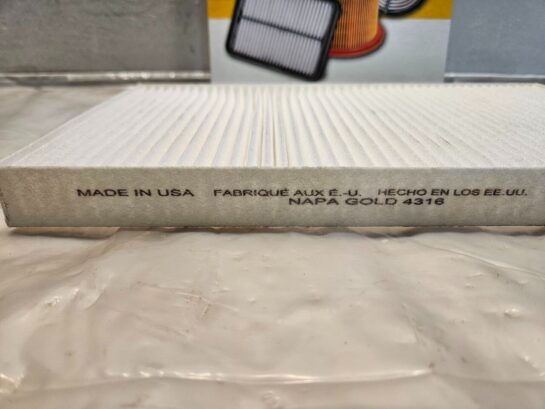 MADE IN USA FABRIQUÉ AUX É.-U. HECHO EN LOS EE.UU.
NAPA GOLD 4316